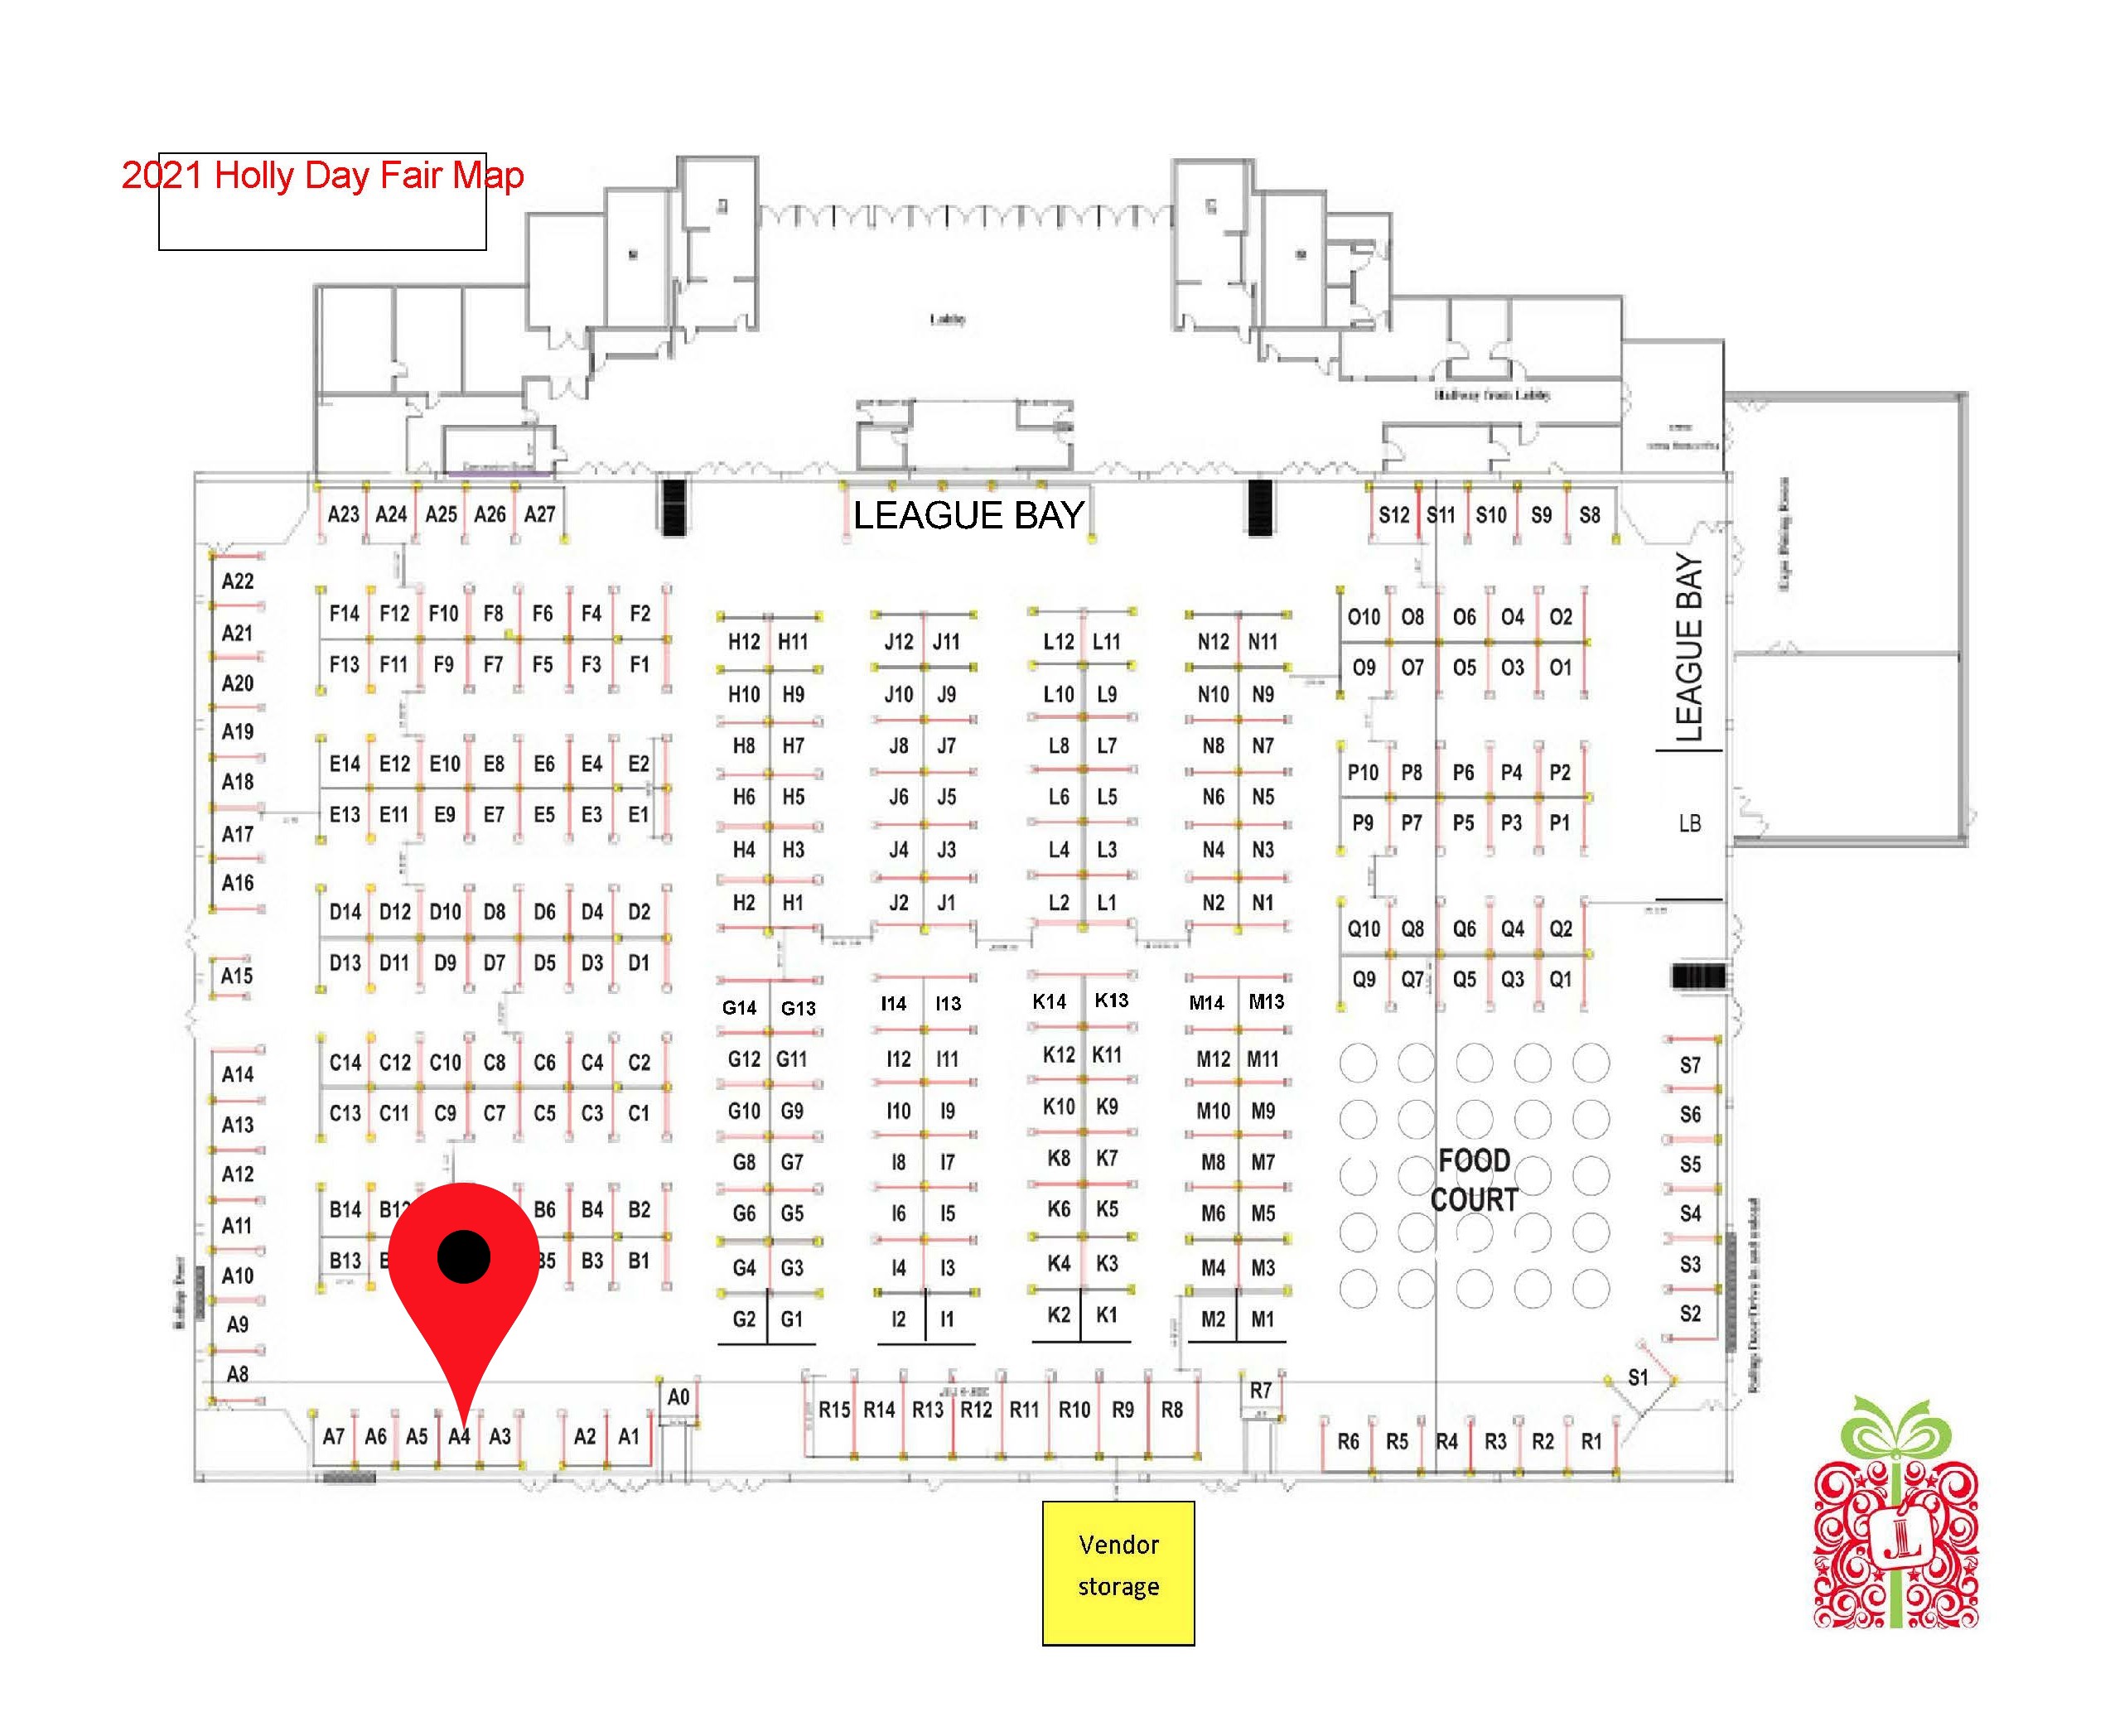 2021 Holly Day Fair Map
Lobby
Hallway from Lobby
LEAGUE BAY
A23 A24 A25 A26 A27
S12 S11 S10 S9 S8
A22
A21
A20
A19
A18
A17
A16
A15
A14
A13
A12
A11
A10
A9
A8
F14 F12 F10 F8 F6 F4 F2
F13 F11 F9 F7 F5 F3 F1
E14 E12 E10 E8 E6 E4 E2
E13 E11 E9 E7 E5 E3 E1
D14 D12 D10 D8 D6 D4 D2
D13 D11 D9 D7 D5 D3 D1
C14 C12 C10 C8 C6 C4 C2
C13 C11 C9 C7 C5 C3 C1
B14 B12 B6 B4 B2
B13 B5 B3 B1
H12 H11 J12 J11 L12 L11 N12 N11
H10 H9 J10 J9 L10 L9 N10 N9
H8 H7 J8 J7 L8 L7 N8 N7
H6 H5 J6 J5 L6 L5 N6 N5
H4 H3 J4 J3 L4 L3 N4 N3
H2 H1 J2 J1 L2 L1 N2 N1
G14 G13 I14 I13 K14 K13 M14 M13
G12 G11 I12 I11 K12 K11 M12 M11
G10 G9 I10 I9 K10 K9 M10 M9
G8 G7 I8 I7 K8 K7 M8 M7
G6 G5 I6 I5 K6 K5 M6 M5
G4 G3 I4 I3 K4 K3 M4 M3
G2 G1 I2 I1 K2 K1 M2 M1
O10 O8 O6 O4 O2
O9 O7 O5 O3 O1
P10 P8 P6 P4 P2
P9 P7 P5 P3 P1
Q10 Q8 Q6 Q4 Q2
Q9 Q7 Q5 Q3 Q1
LEAGUE BAY
LB
FOOD
COURT
S7
S6
S5
S4
S3
S2
S1
A7 A6 A5 A4 A3 A2 A1
A0
R15 R14 R13 R12 R11 R10 R9 R8
R7
R6 R5 R4 R3 R2 R1
Vendor
storage
JL